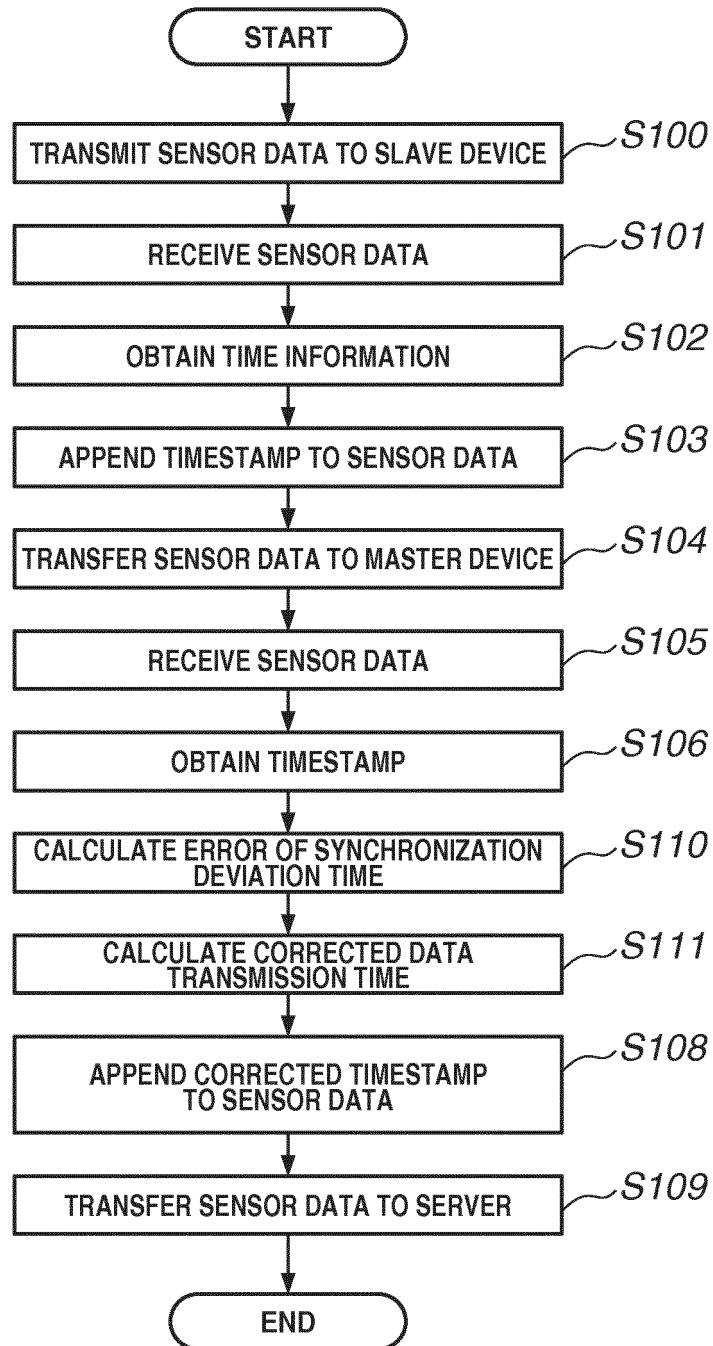 START
TRANSMIT SENSOR DATA TO SLAVE DEVICE
S100
RECEIVE SENSOR DATA
S101
OBTAIN TIME INFORMATION
S102
APPEND TIMESTAMP TO SENSOR DATA
S103
TRANSFER SENSOR DATA TO MASTER DEVICE
S104
RECEIVE SENSOR DATA
S105
OBTAIN TIMESTAMP
S106
CALCULATE ERROR OF SYNCHRONIZATION
DEVIATION TIME
S110
CALCULATE CORRECTED DATA
TRANSMISSION TIME
S111
APPEND CORRECTED TIMESTAMP
TO SENSOR DATA
S108
TRANSFER SENSOR DATA TO SERVER
S109
END